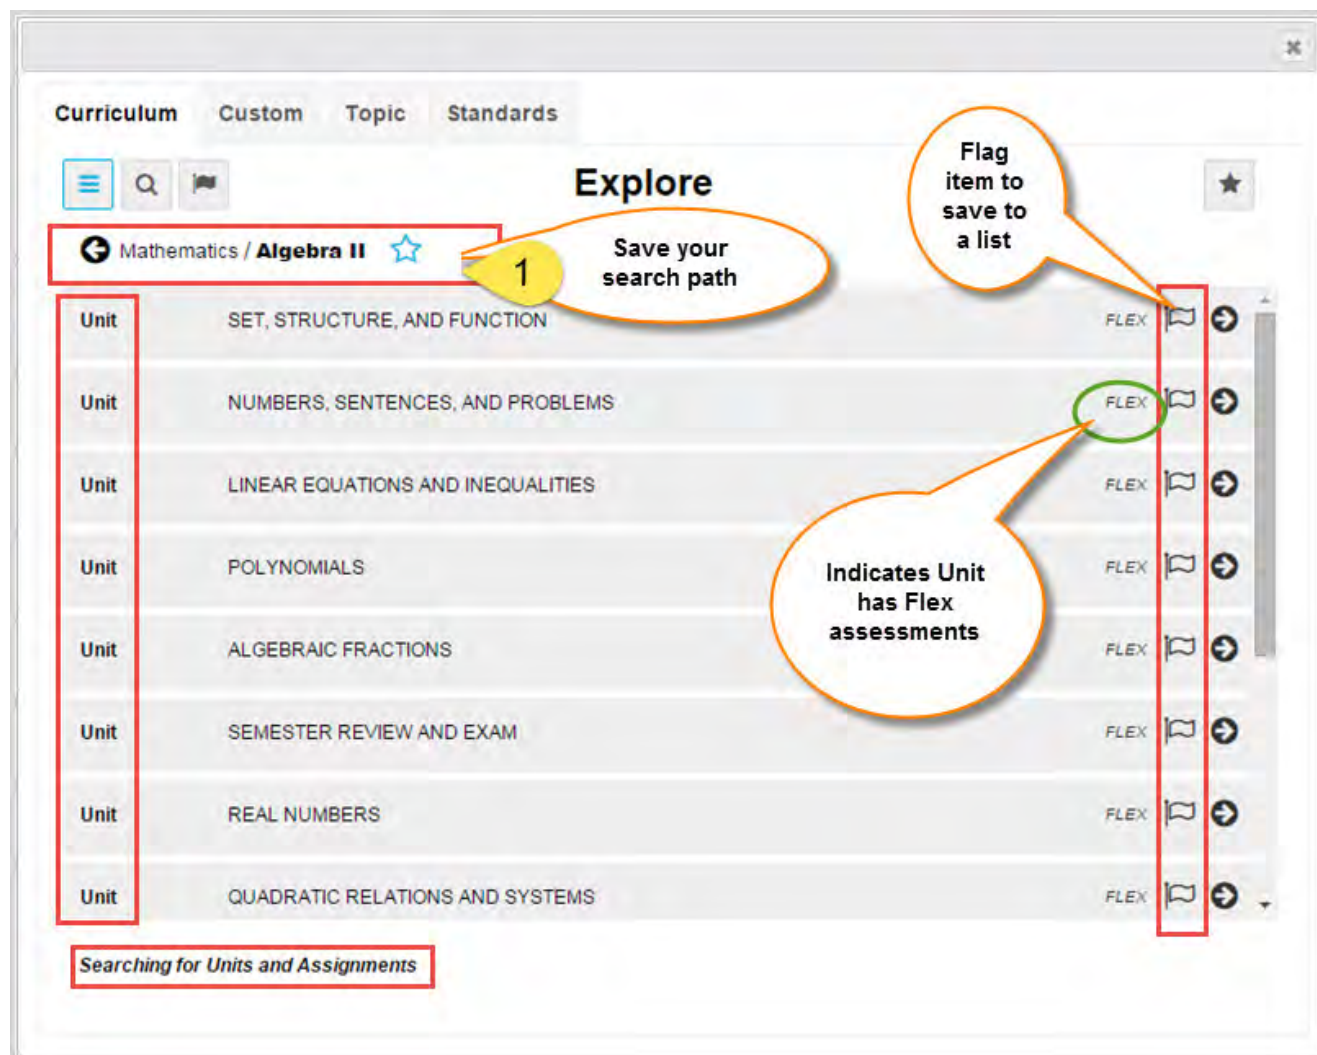 Curriculum Custom Topic Standards
Explore
Flag
item to
save to
a list
Mathematics / Algebra II
1
Save your
search path
Unit SET, STRUCTURE, AND FUNCTION FLEX
Unit NUMBERS, SENTENCES, AND PROBLEMS FLEX
Unit LINEAR EQUATIONS AND INEQUALITIES FLEX
Unit POLYNOMIALS FLEX
Indicates Unit
has Flex
assessments
Unit ALGEBRAIC FRACTIONS FLEX
Unit SEMESTER REVIEW AND EXAM FLEX
Unit REAL NUMBERS FLEX
Unit QUADRATIC RELATIONS AND SYSTEMS FLEX
Searching for Units and Assignments